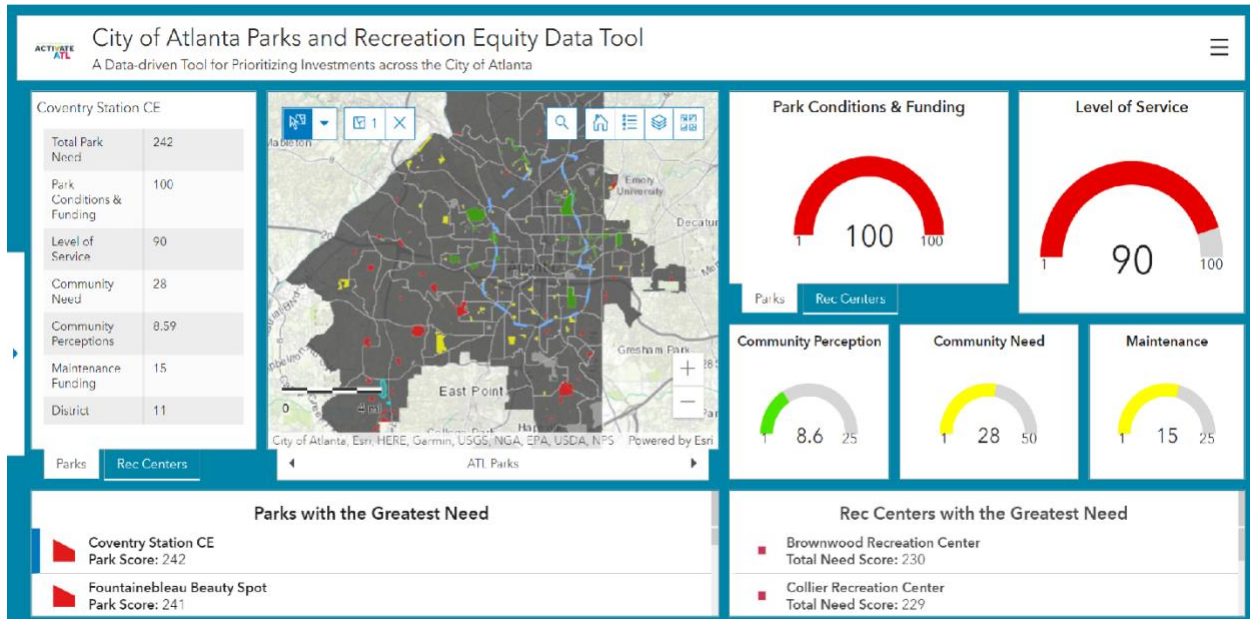 ACTIVATE
ATL
City of Atlanta Parks and Recreation Equity Data Tool
A Data-driven Tool for Prioritizing Investments across the City of Atlanta
Coventry Station CE
Total Park
Need
242
Park
Conditions &
Funding
100
Level of
Service
90
Community
Need
28
Community
Perceptions
8.59
Maintenance
Funding
15
District
11
Parks
Rec Centers
1
Mableton
Emory
University
Decatur
Gresham Park
East Point
0
4 mi
City of Atlanta, Esri, HERE, Garmin, USGS, NGA, EPA, USDA, NPS
Powered by Esri
ATL Parks
Park Conditions & Funding
1
100
100
Parks
Rec Centers
Level of Service
1
90
100
Community Perception
1
8.6
25
Community Need
1
28
50
Maintenance
1
15
25
Parks with the Greatest Need
Coventry Station CE
Park Score: 242
Fountainebleau Beauty Spot
Park Score: 241
Rec Centers with the Greatest Need
Brownwood Recreation Center
Total Need Score: 230
Collier Recreation Center
Total Need Score: 229